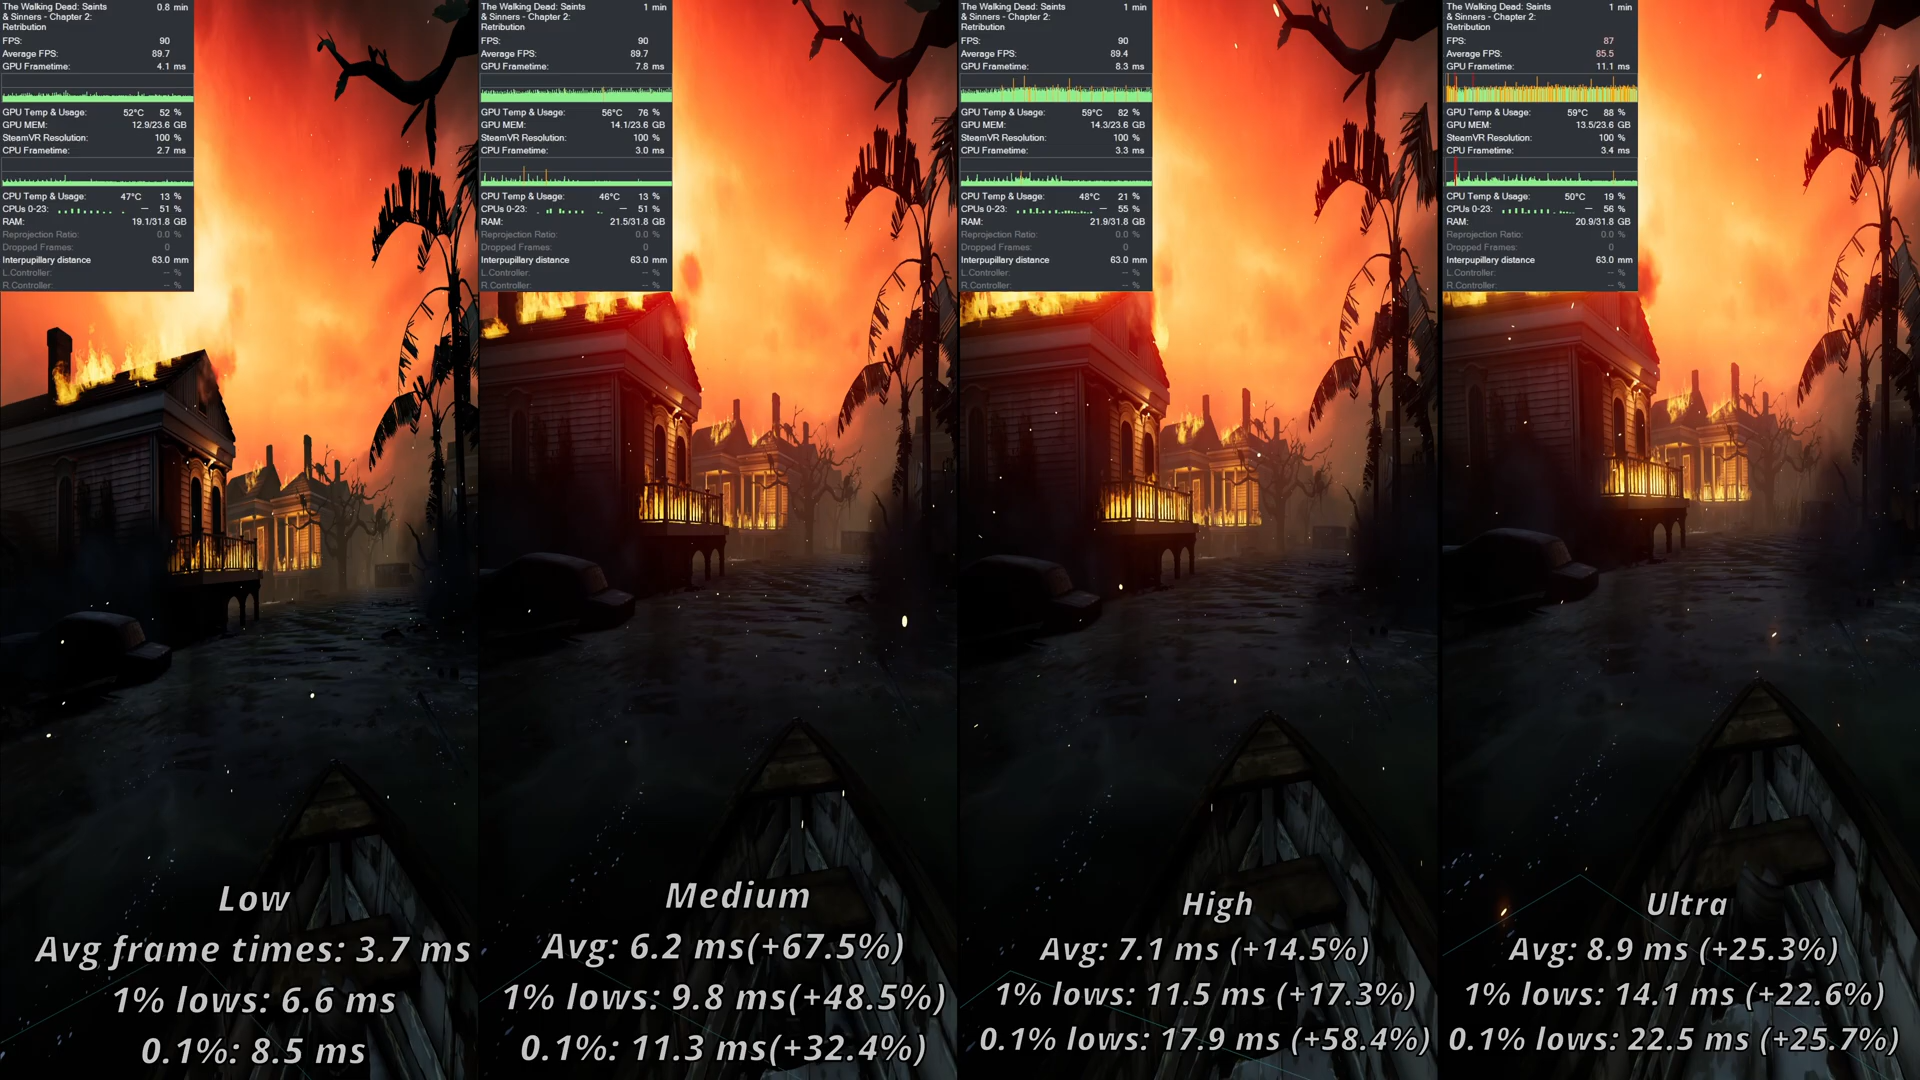 The Walking Dead: Saints 0.8 min
& Sinners - Chapter 2:
Retribution
FPS: 90
Average FPS: 89.7
GPU Frametime: 4.1 ms
GPU Temp & Usage: 52°C 52 %
GPU MEM: 12.9/23.6 GB
SteamVR Resolution: 100 %
CPU Frametime: 2.7 ms
CPU Temp & Usage: 47°C 13 %
CPUs 0-23: 51 %
RAM: 19.1/31.8 GB
Reprojection Ratio: 0.0 %
Dropped Frames: 0
Interpupillary distance 63.0 mm
L.Controller: -- %
R.Controller: -- %
Low
Avg frame times: 3.7 ms
1% lows: 6.6 ms
0.1%: 8.5 ms
The Walking Dead: Saints 1 min
& Sinners - Chapter 2:
Retribution
FPS: 90
Average FPS: 89.7
GPU Frametime: 7.8 ms
GPU Temp & Usage: 56°C 76 %
GPU MEM: 14.1/23.6 GB
SteamVR Resolution: 100 %
CPU Frametime: 3.0 ms
CPU Temp & Usage: 46°C 13 %
CPUs 0-23: 51 %
RAM: 21.5/31.8 GB
Reprojection Ratio: 0.0 %
Dropped Frames: 0
Interpupillary distance 63.0 mm
L.Controller: -- %
R.Controller: -- %
Medium
Avg: 6.2 ms(+67.5%)
1% lows: 9.8 ms(+48.5%)
0.1%: 11.3 ms(+32.4%)
The Walking Dead: Saints 1 min
& Sinners - Chapter 2:
Retribution
FPS: 90
Average FPS: 89.4
GPU Frametime: 8.3 ms
GPU Temp & Usage: 59°C 82 %
GPU MEM: 14.3/23.6 GB
SteamVR Resolution: 100 %
CPU Frametime: 3.3 ms
CPU Temp & Usage: 48°C 21 %
CPUs 0-23: 55 %
RAM: 21.9/31.8 GB
Reprojection Ratio: 0.0 %
Dropped Frames: 0
Interpupillary distance 63.0 mm
L.Controller: -- %
R.Controller: -- %
High
Avg: 7.1 ms (+14.5%)
1% lows: 11.5 ms (+17.3%)
0.1% lows: 17.9 ms (+58.4%)
The Walking Dead: Saints 1 min
& Sinners - Chapter 2:
Retribution
FPS: 87
Average FPS: 85.5
GPU Frametime: 11.1 ms
GPU Temp & Usage: 59°C 88 %
GPU MEM: 13.5/23.6 GB
SteamVR Resolution: 100 %
CPU Frametime: 3.4 ms
CPU Temp & Usage: 50°C 19 %
CPUs 0-23: 56 %
RAM: 20.9/31.8 GB
Reprojection Ratio: 0.0 %
Dropped Frames: 0
Interpupillary distance 63.0 mm
L.Controller: -- %
R.Controller: -- %
Ultra
Avg: 8.9 ms (+25.3%)
1% lows: 14.1 ms (+22.6%)
0.1% lows: 22.5 ms (+25.7%)